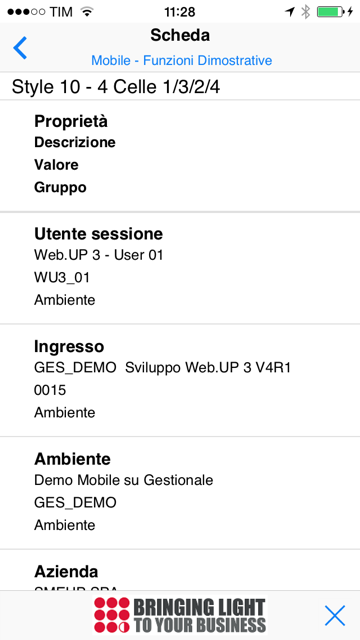 TIM 11:28
Scheda
Mobile - Funzioni Dimostrative
Style 10 - 4 Celle 1/3/2/4
Proprietà
Descrizione
Valore
Gruppo
Utente sessione
Web.UP 3 - User 01
WU3_01
Ambiente
Ingresso
GES_DEMO  Sviluppo Web.UP 3 V4R1
0015
Ambiente
Ambiente
Demo Mobile su Gestionale
GES_DEMO
Ambiente
Azienda
SMEUP SPA
BRINGING LIGHT
TO YOUR BUSINESS